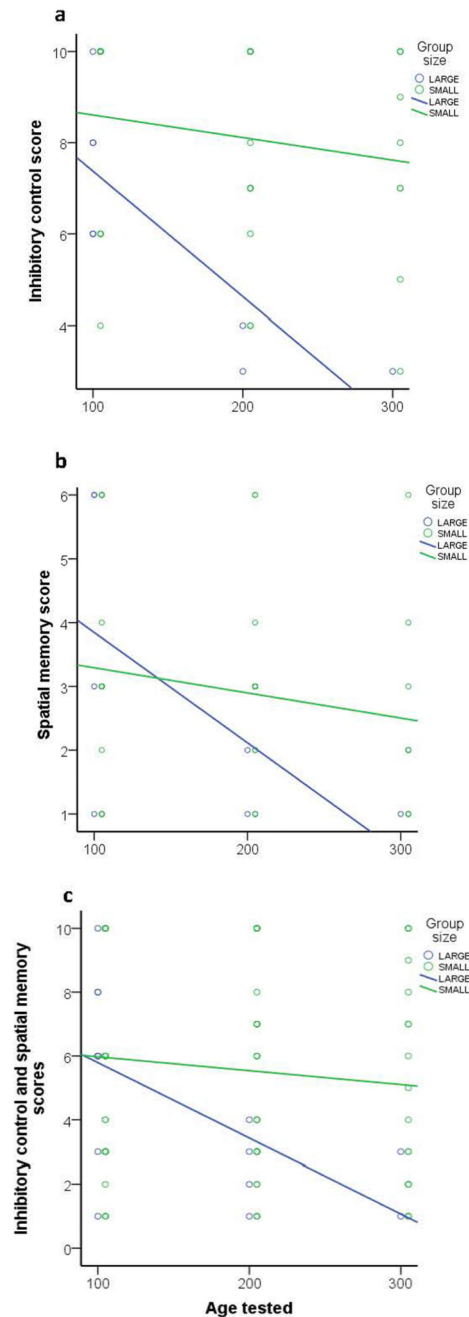 a
Group
size
LARGE
SMALL
LARGE
SMALL
Inhibitory control score
10
8
6
4
100 200 300
b
Group
size
LARGE
SMALL
LARGE
SMALL
Spatial memory score
6
5
4
3
2
1
100 200 300
c
Group
size
LARGE
SMALL
LARGE
SMALL
Inhibitory control and spatial memory
scores
10
8
6
4
2
0
100 200 300
Age tested